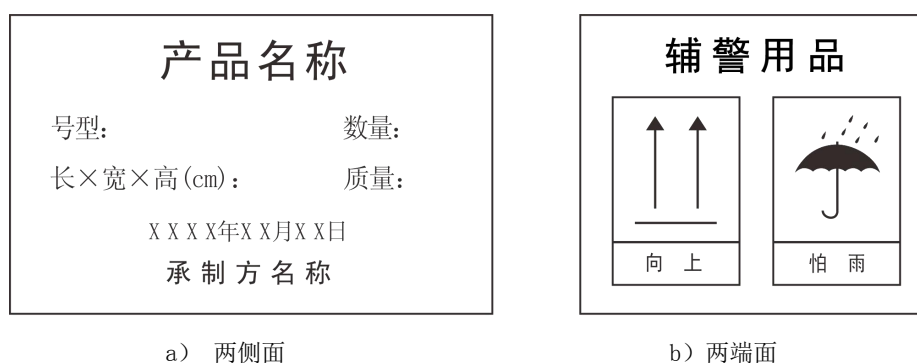 产品名称
号型： 数量：
长×宽×高(cm)： 质量：
XXXX年XX月XX日
承制方名称
a） 两侧面
辅警用品
向上 怕雨
b）两端面